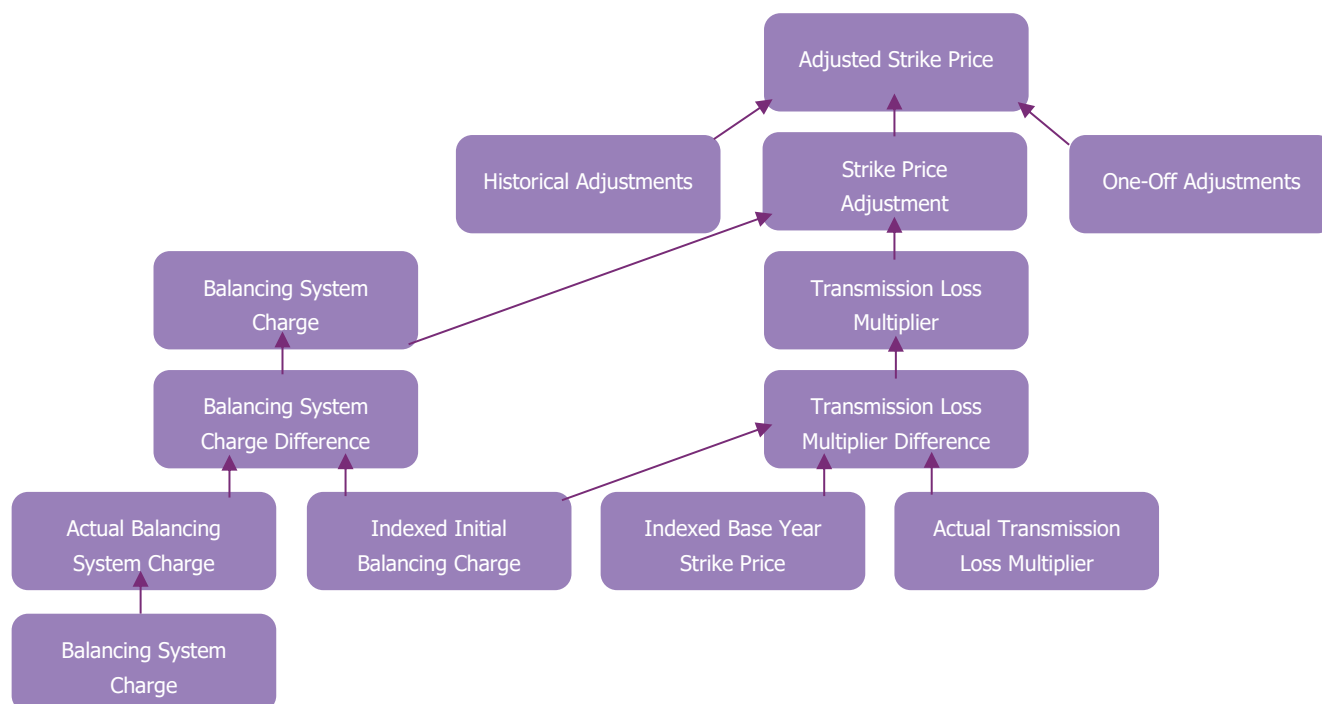 Adjusted Strike Price
Historical Adjustments
Strike Price
Adjustment
One-Off Adjustments
Balancing System
Charge
Transmission Loss
Multiplier
Balancing System
Charge Difference
Transmission Loss
Multiplier Difference
Actual Balancing
System Charge
Indexed Initial
Balancing Charge
Indexed Base Year
Strike Price
Actual Transmission
Loss Multiplier
Balancing System
Charge